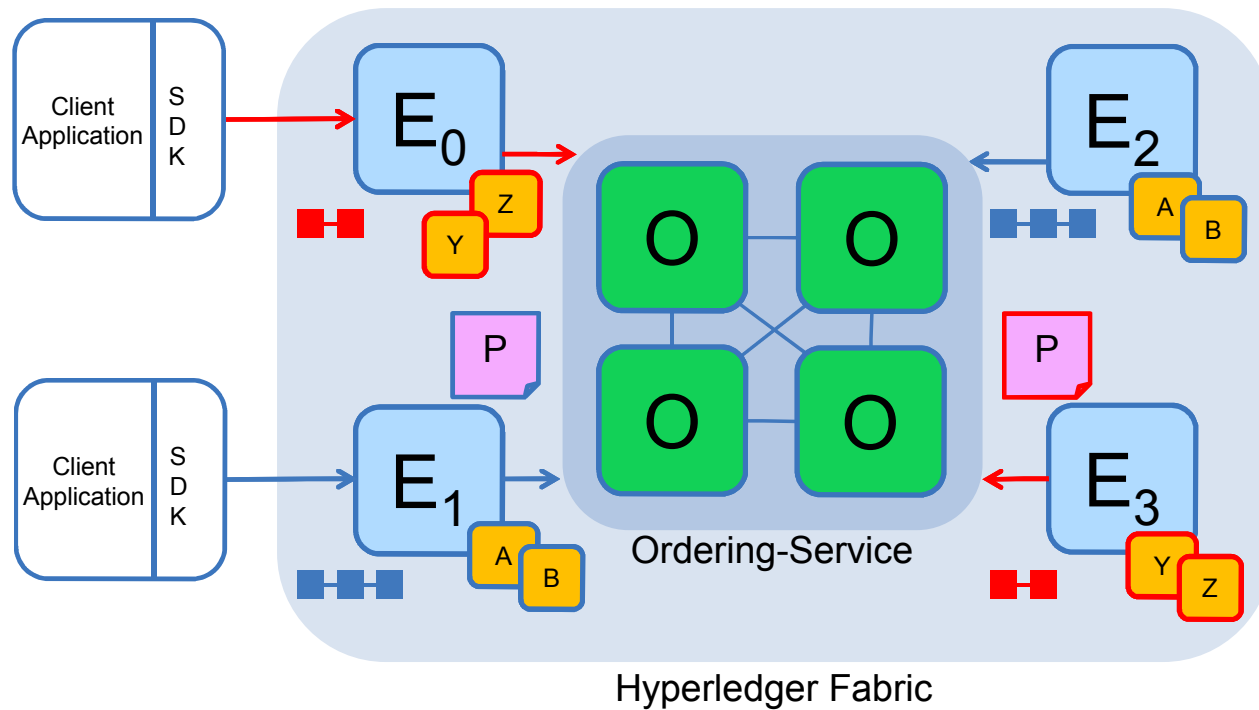 Client
Application
S
D
K
E0
Z
Y
O
O
E2
A
B
P
O
O
P
Client
Application
S
D
K
E1
A
B
Ordering-Service
E3
Y
Z
Hyperledger Fabric